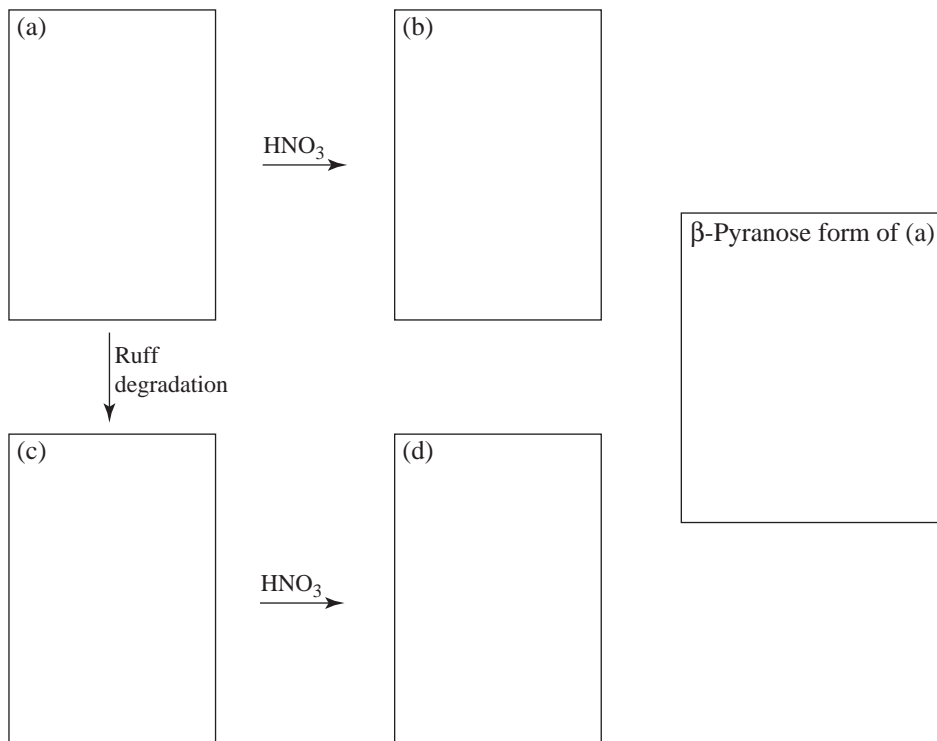 (a)
(b)
HNO₃
β-Pyranose form of (a)
Ruff
degradation
(c)
(d)
HNO₃